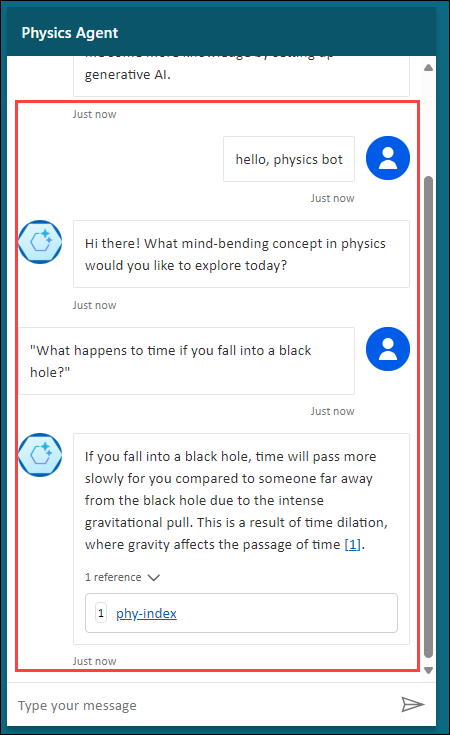 Physics Agent
generative AI.
Just now
hello, physics bot
Just now
Hi there! What mind-bending concept in physics
would you like to explore today?
Just now
"What happens to time if you fall into a black
hole?"
Just now
If you fall into a black hole, time will pass more
slowly for you compared to someone far away
from the black hole due to the intense
gravitational pull. This is a result of time dilation,
where gravity affects the passage of time [1].
1 reference
1 phy-index
Just now
Type your message